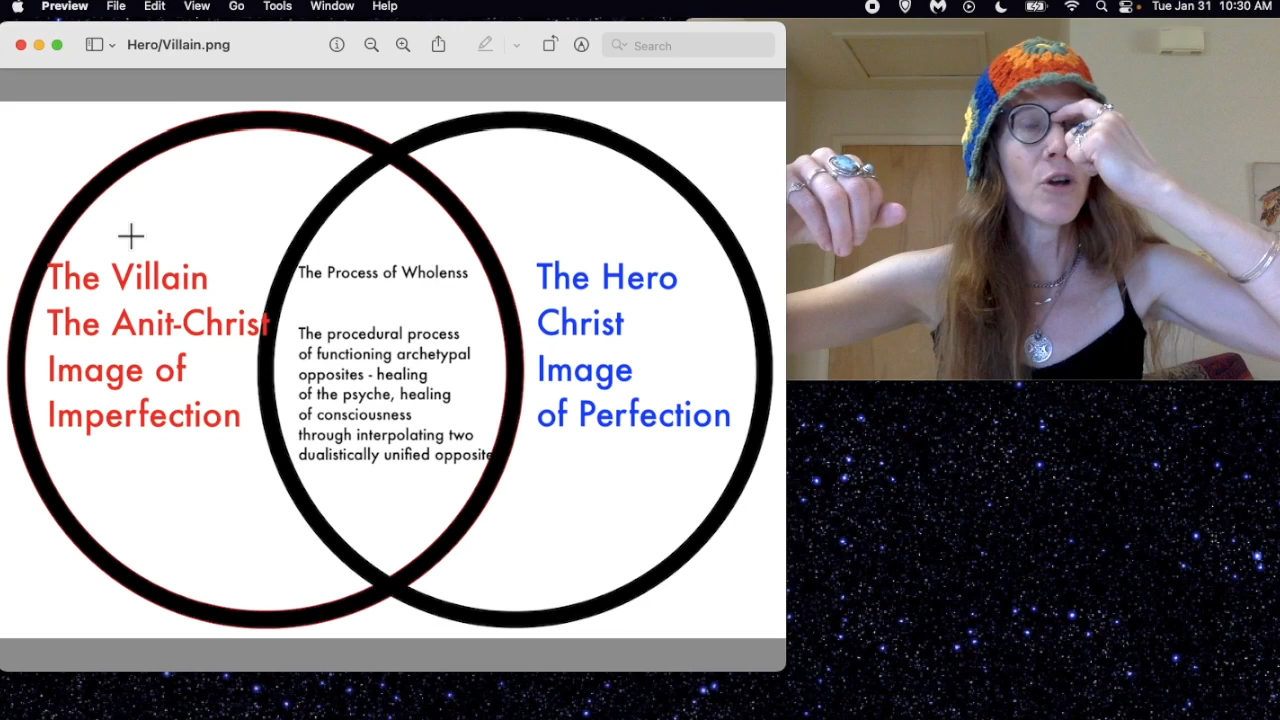 Preview File Edit View Go Tools Window Help Tue Jan 31 10:30 AM
Hero/Villain.png
Search
The Villain
The Anit-Christ
Image of
Imperfection
The Process of Wholenss
The procedural process
of functioning archetypal
opposites - healing
of the psyche, healing
of consciousness
through interpolating two
dualistically unified opposite
The Hero
Christ
Image
of Perfection